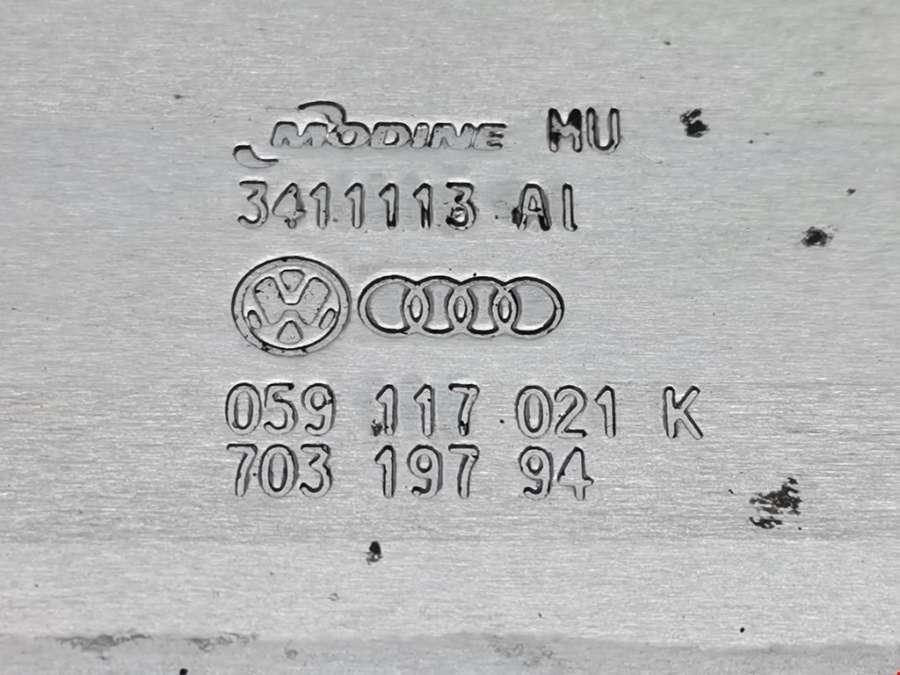 MODINE MU
3411113 AI
059 117 021 K
703 197 94